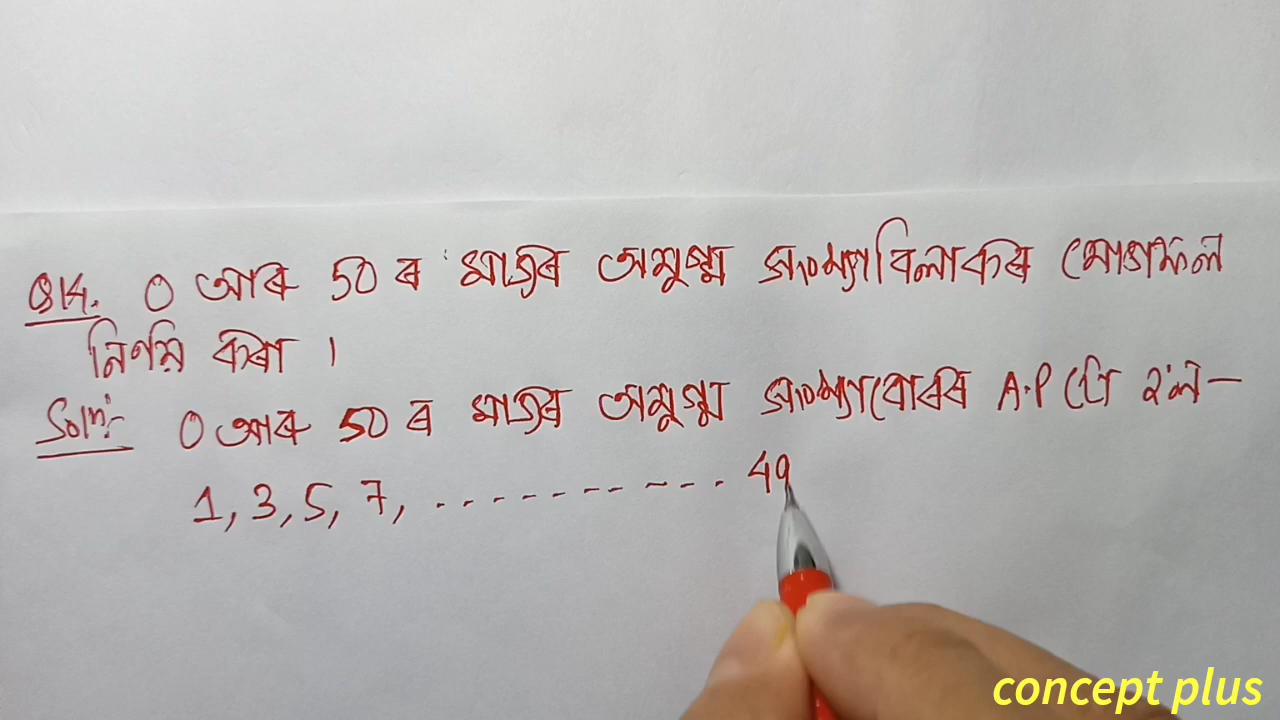 Q14. 0 আৰু 50 ৰ মাজৰ অযুগ্ম সংখ্যাবিলাকৰ যোগফল
নিৰ্ণয় কৰা ।
Soln:- 0 আৰু 50 ৰ মাজৰ অযুগ্ম সংখ্যাবোৰৰ A.P টো হ'ল–
1, 3, 5, 7, .......... 49
concept plus